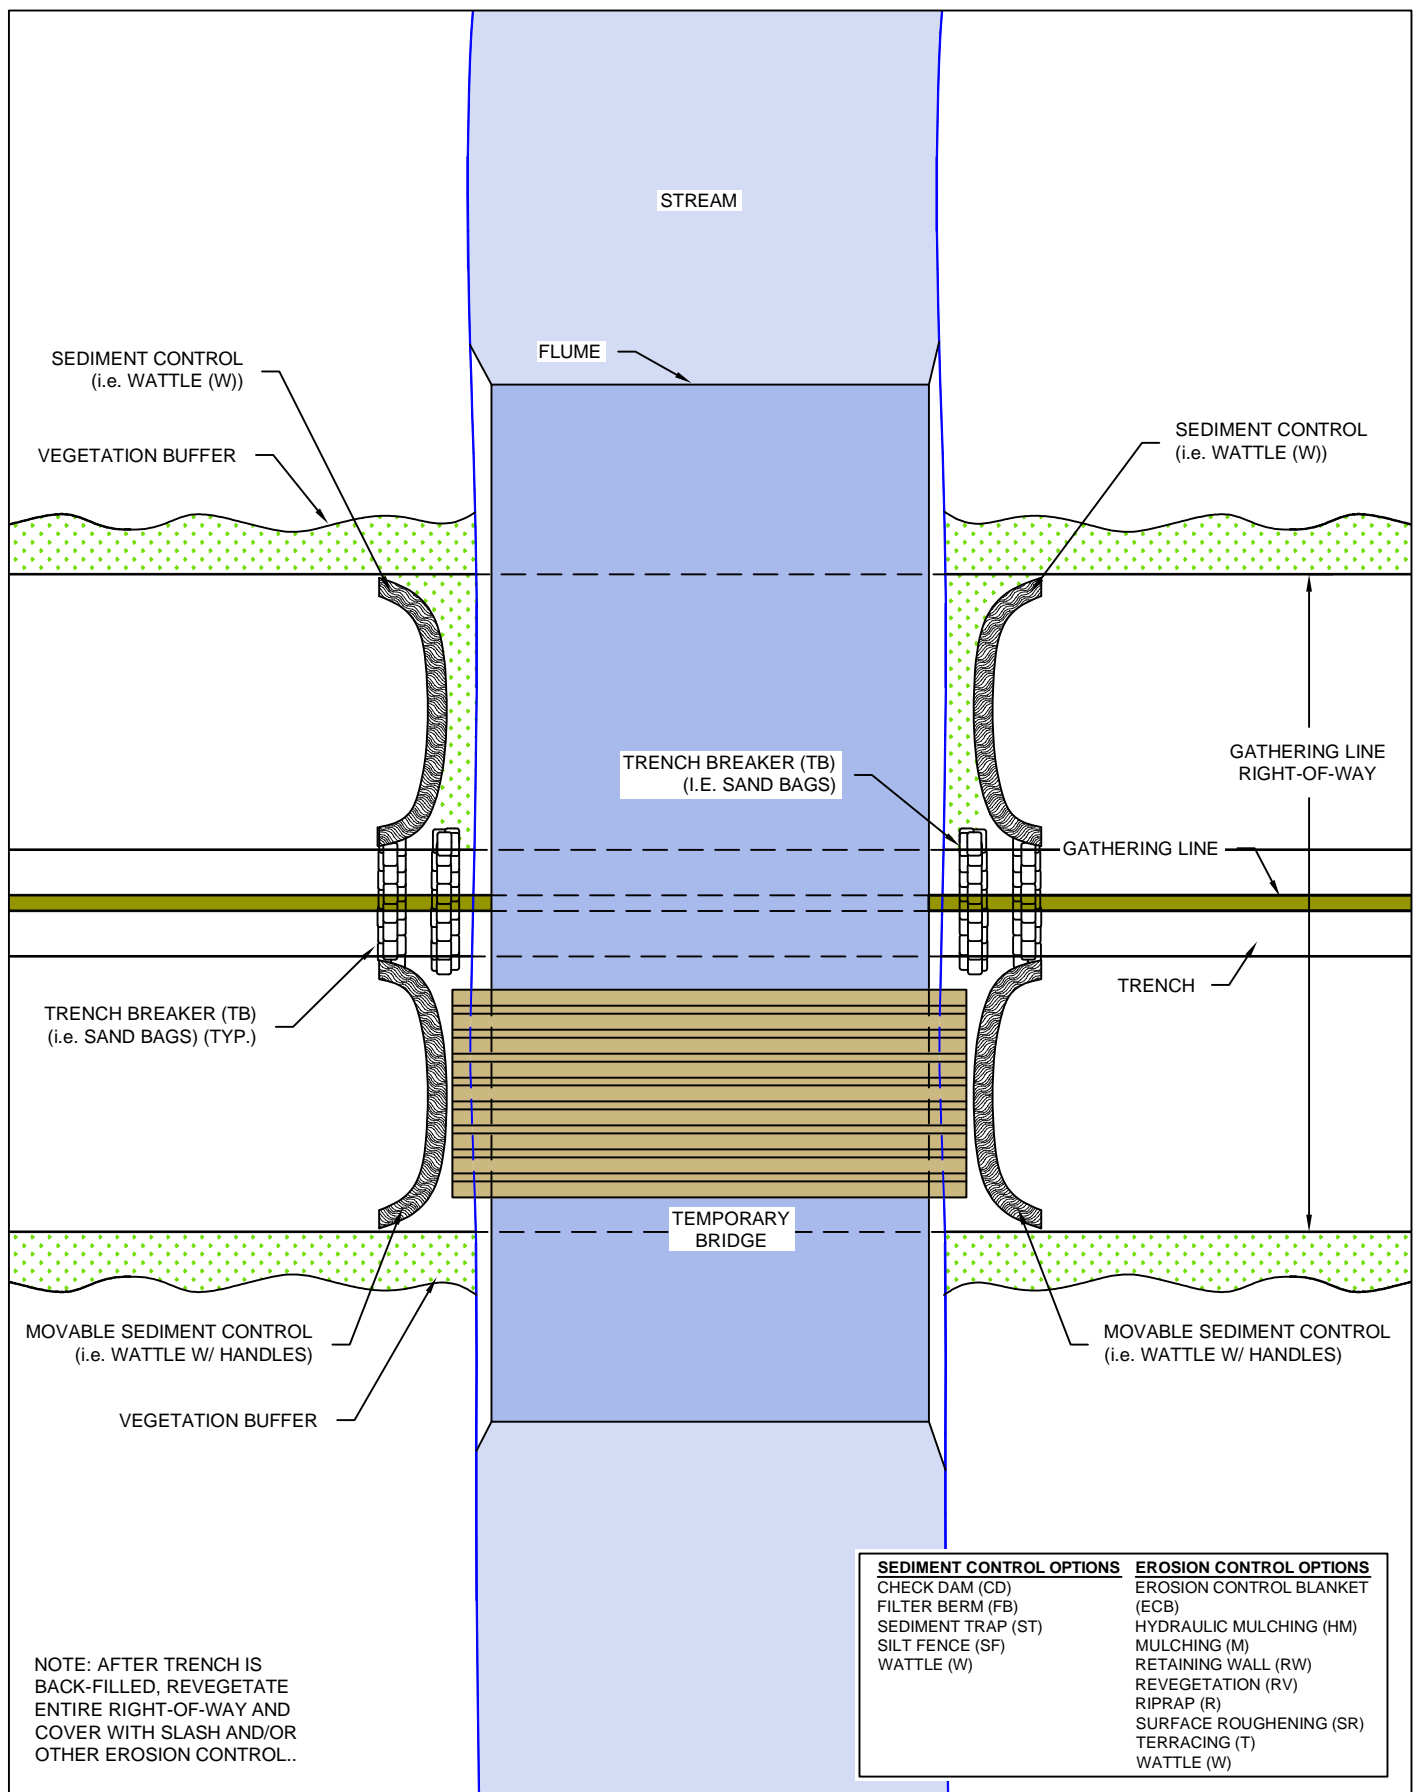 STREAM
FLUME
SEDIMENT CONTROL
(i.e. WATTLE (W))
VEGETATION BUFFER
SEDIMENT CONTROL
(i.e. WATTLE (W))
TRENCH BREAKER (TB)
(I.E. SAND BAGS)
GATHERING LINE
RIGHT-OF-WAY
GATHERING LINE
TRENCH
TRENCH BREAKER (TB)
(i.e. SAND BAGS) (TYP.)
TEMPORARY
BRIDGE
MOVABLE SEDIMENT CONTROL
(i.e. WATTLE W/ HANDLES)
MOVABLE SEDIMENT CONTROL
(i.e. WATTLE W/ HANDLES)
VEGETATION BUFFER
NOTE: AFTER TRENCH IS
BACK-FILLED, REVEGETATE
ENTIRE RIGHT-OF-WAY AND
COVER WITH SLASH AND/OR
OTHER EROSION CONTROL..
SEDIMENT CONTROL OPTIONS
CHECK DAM (CD)
FILTER BERM (FB)
SEDIMENT TRAP (ST)
SILT FENCE (SF)
WATTLE (W)
EROSION CONTROL OPTIONS
EROSION CONTROL BLANKET
(ECB)
HYDRAULIC MULCHING (HM)
MULCHING (M)
RETAINING WALL (RW)
REVEGETATION (RV)
RIPRAP (R)
SURFACE ROUGHENING (SR)
TERRACING (T)
WATTLE (W)